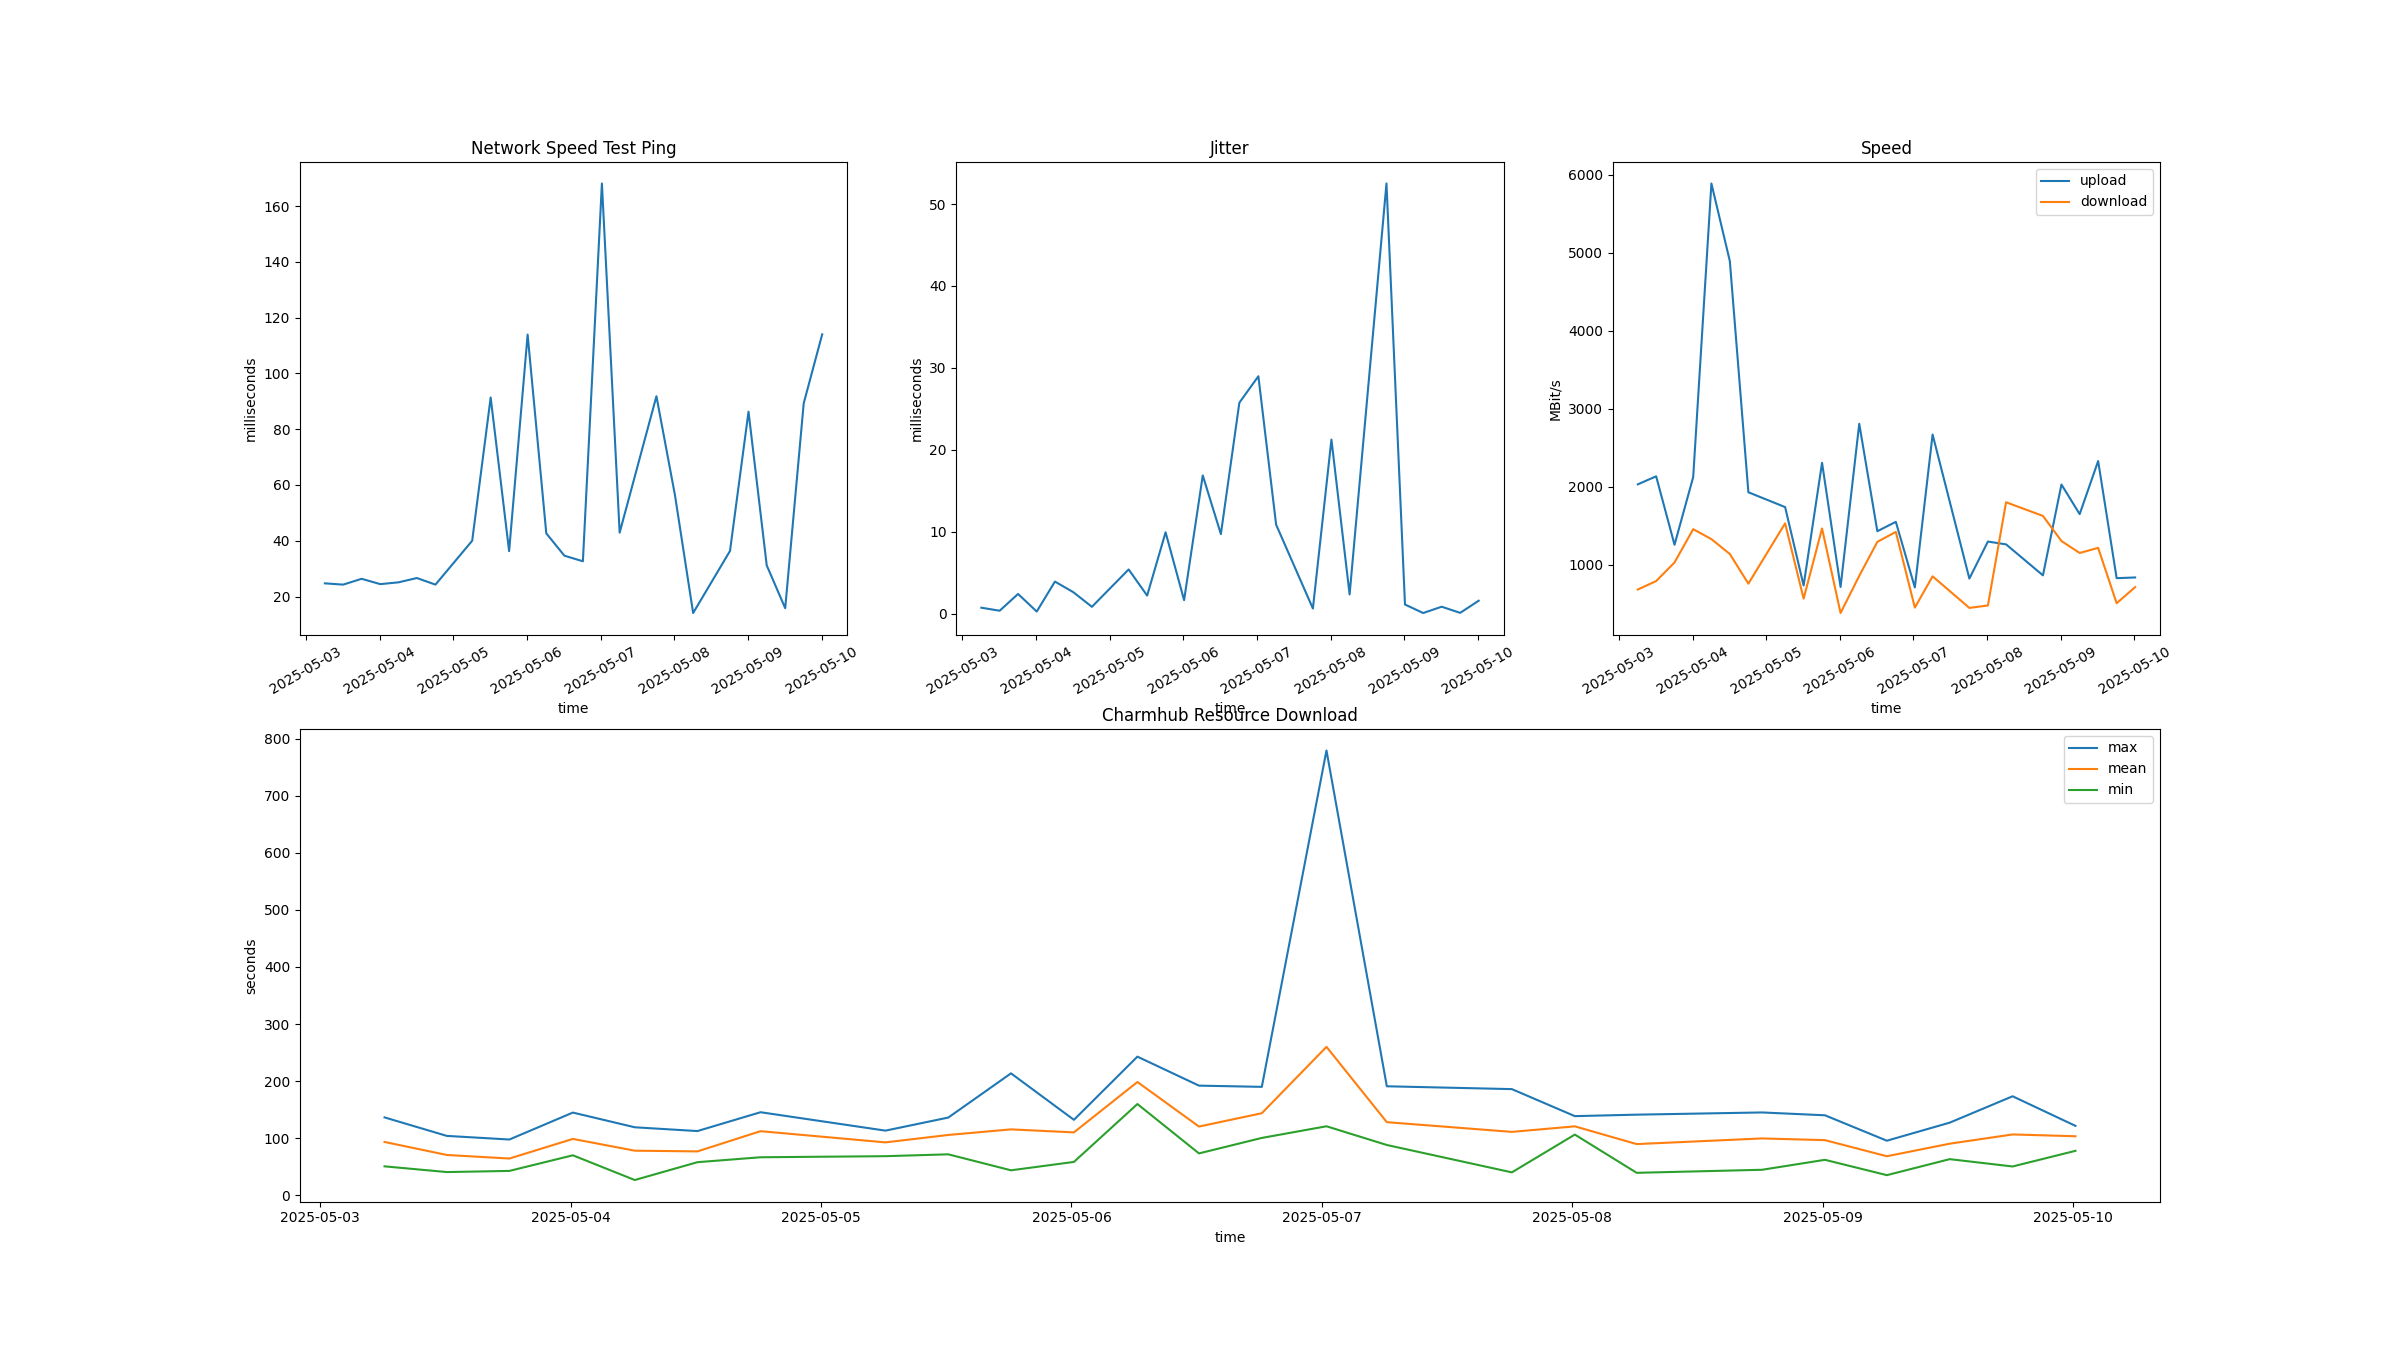 Network Speed Test Ping
milliseconds
160
140
120
100
80
60
40
20
2025-05-03 2025-05-04 2025-05-05 2025-05-06 2025-05-07 2025-05-08 2025-05-09 2025-05-10
time
Jitter
milliseconds
50
40
30
20
10
0
2025-05-03 2025-05-04 2025-05-05 2025-05-06 2025-05-07 2025-05-08 2025-05-09 2025-05-10
time
Speed
MBit/s
6000
5000
4000
3000
2000
1000
upload
download
2025-05-03 2025-05-04 2025-05-05 2025-05-06 2025-05-07 2025-05-08 2025-05-09 2025-05-10
time
Charmhub Resource Download
seconds
800
700
600
500
400
300
200
100
0
max
mean
min
2025-05-03 2025-05-04 2025-05-05 2025-05-06 2025-05-07 2025-05-08 2025-05-09 2025-05-10
time